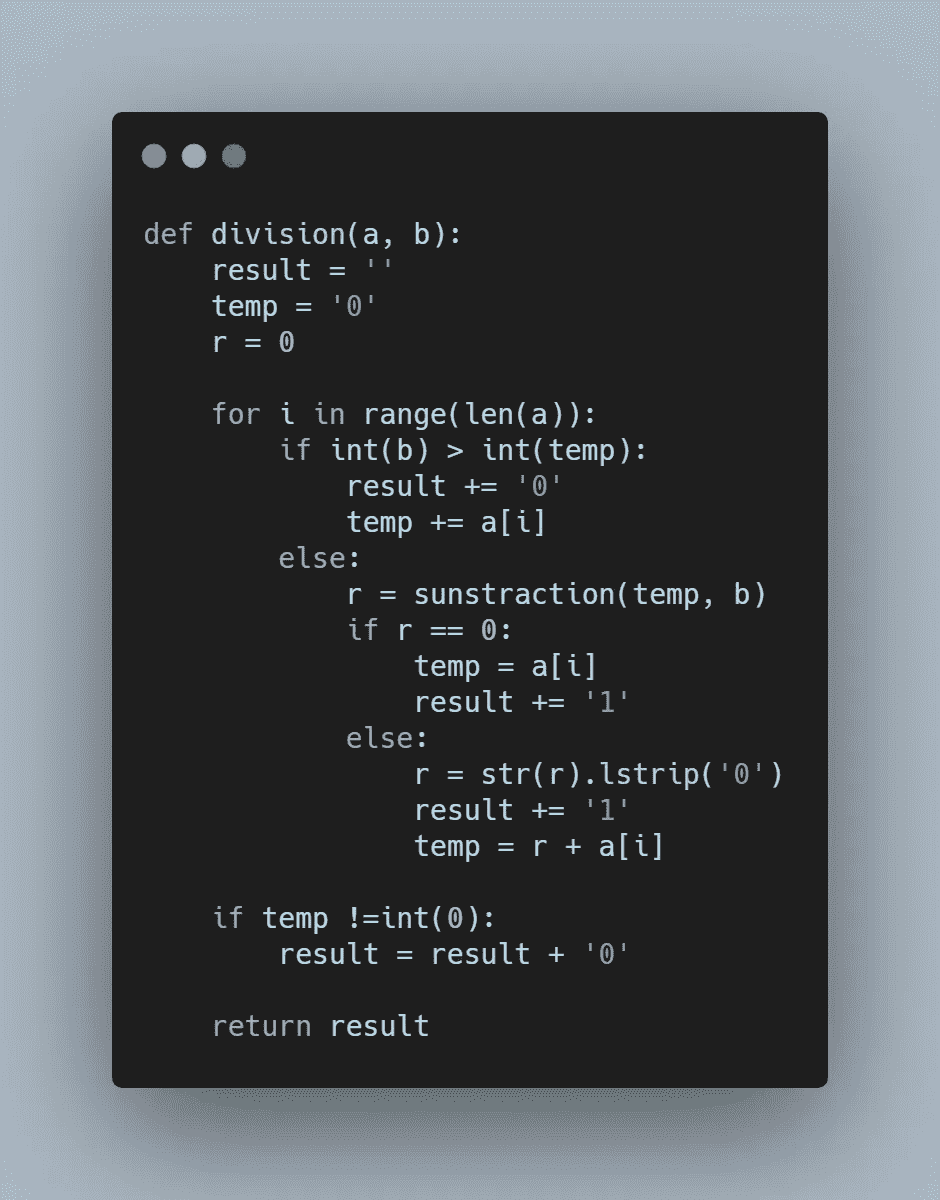 def division(a, b):
    result = ''
    temp = '0'
    r = 0

    for i in range(len(a)):
        if int(b) > int(temp):
            result += '0'
            temp += a[i]
        else:
            r = sunstraction(temp, b)
            if r == 0:
                temp = a[i]
                result += '1'
            else:
                r = str(r).lstrip('0')
                result += '1'
                temp = r + a[i]

    if temp !=int(0):
        result = result + '0'

    return result